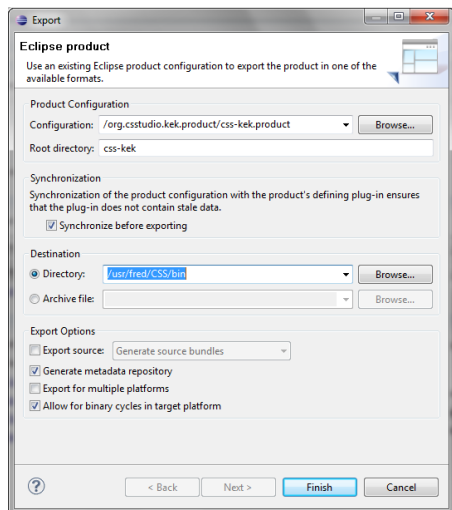 Export
Eclipse product
Use an existing Eclipse product configuration to export the product in one of the
available formats.
Product Configuration
Configuration: /org.csstudio.kek.product/css-kek.product Browse...
Root directory: css-kek
Synchronization
Synchronization of the product configuration with the product's defining plug-in ensures
that the plug-in does not contain stale data.
Synchronize before exporting
Destination
Directory: /usr/fred/CSS/bin Browse...
Archive file: Browse...
Export Options
Export source: Generate source bundles
Generate metadata repository
Export for multiple platforms
Allow for binary cycles in target platform
? < Back Next > Finish Cancel